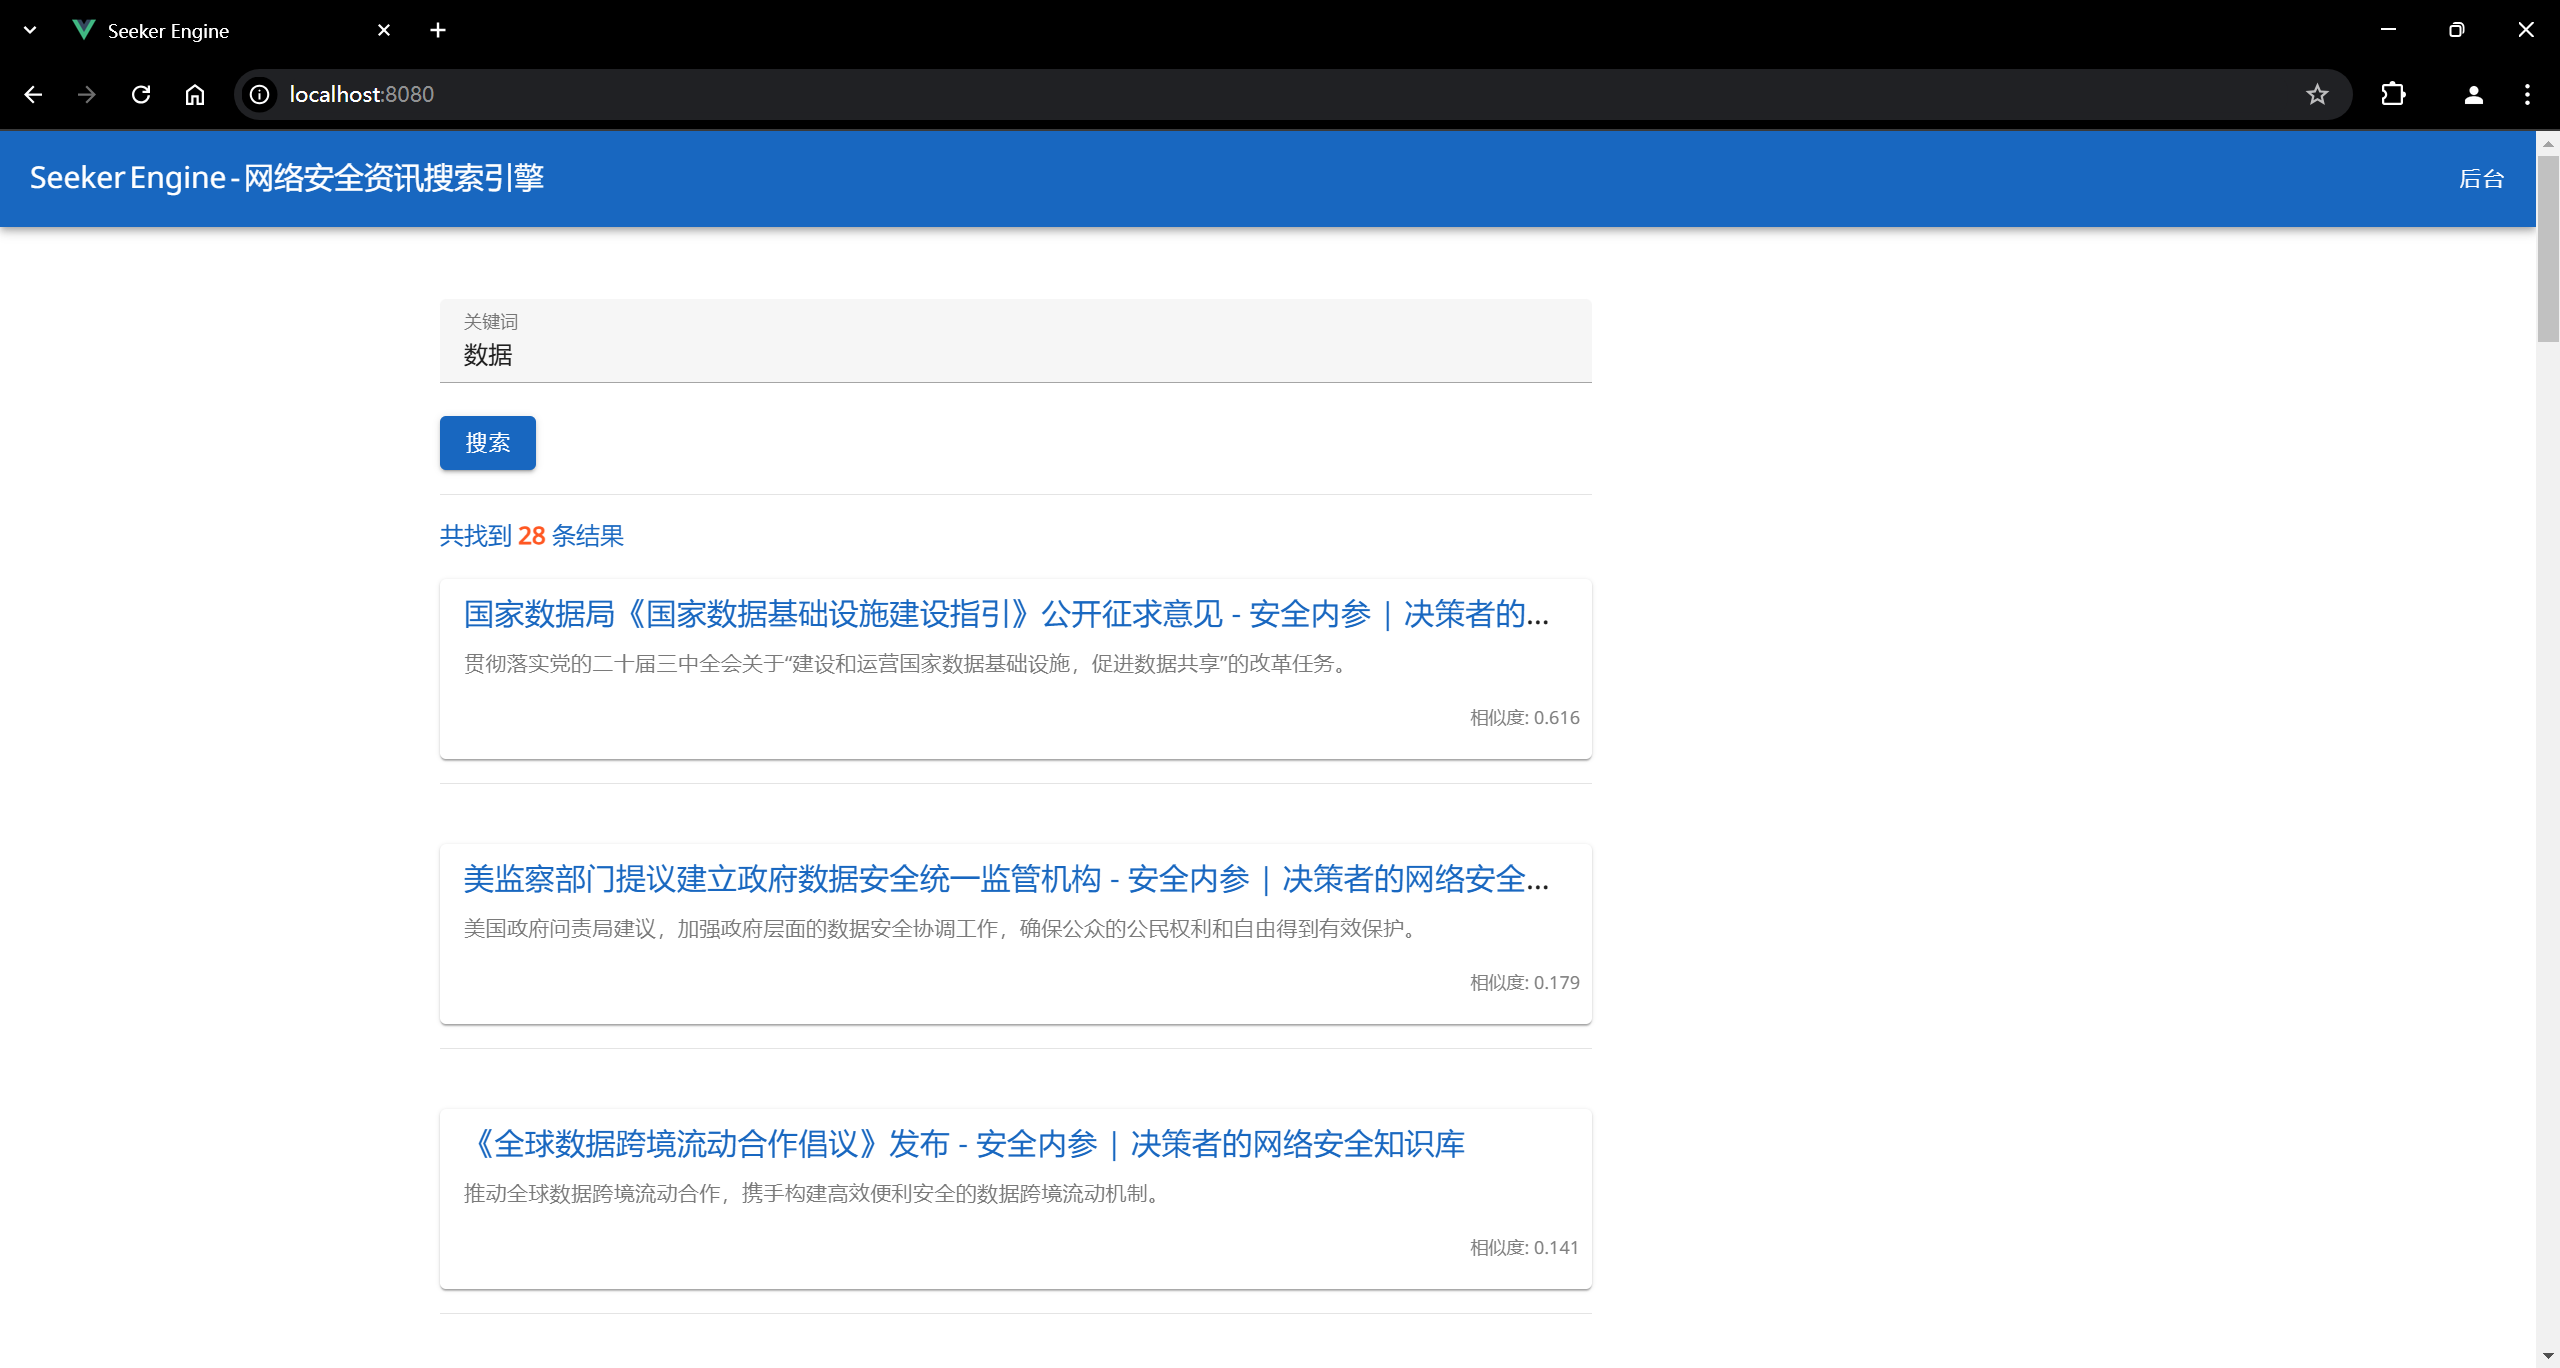 Seeker Engine
localhost:8080
Seeker Engine - 网络安全资讯搜索引擎
后台
关键词
数据
搜索
共找到 28 条结果
国家数据局《国家数据基础设施建设指引》公开征求意见 - 安全内参 | 决策者的...
贯彻落实党的二十届三中全会关于“建设和运营国家数据基础设施，促进数据共享”的改革任务。
相似度: 0.616
美监察部门提议建立政府数据安全统一监管机构 - 安全内参 | 决策者的网络安全...
美国政府问责局建议，加强政府层面的数据安全协调工作，确保公众的公民权利和自由得到有效保护。
相似度: 0.179
《全球数据跨境流动合作倡议》发布 - 安全内参 | 决策者的网络安全知识库
推动全球数据跨境流动合作，携手构建高效便利安全的数据跨境流动机制。
相似度: 0.141